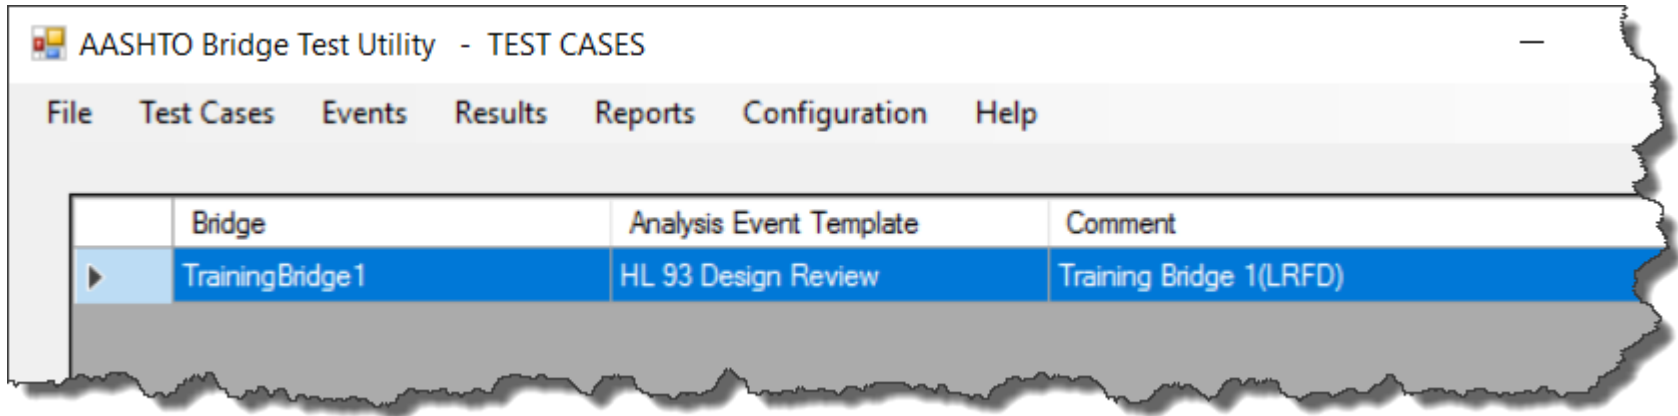 AASHTO Bridge Test Utility - TEST CASES
File Test Cases Events Results Reports Configuration Help
Bridge Analysis Event Template Comment
TrainingBridge1 HL 93 Design Review Training Bridge 1(LRFD)